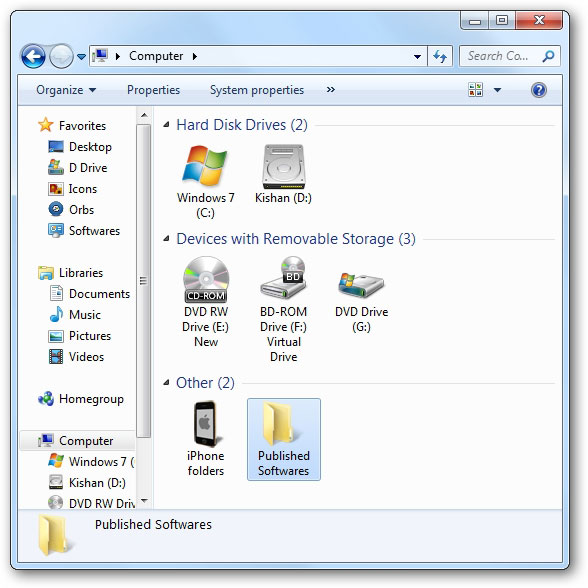 Computer
Search Co...
Organize
Properties
System properties
»
Favorites
Desktop
D Drive
Icons
Orbs
Softwares
Libraries
Documents
Music
Pictures
Videos
Homegroup
Computer
Windows 7 (
Kishan (D:)
DVD RW Driv
Hard Disk Drives (2)
Windows 7
(C:)
Kishan (D:)
Devices with Removable Storage (3)
CD-ROM
DVD RW
Drive (E:)
New
BD
BD-ROM
Drive (F:)
Virtual
Drive
DVD Drive
(G:)
Other (2)
iPhone
folders
Published
Softwares
Published Softwares